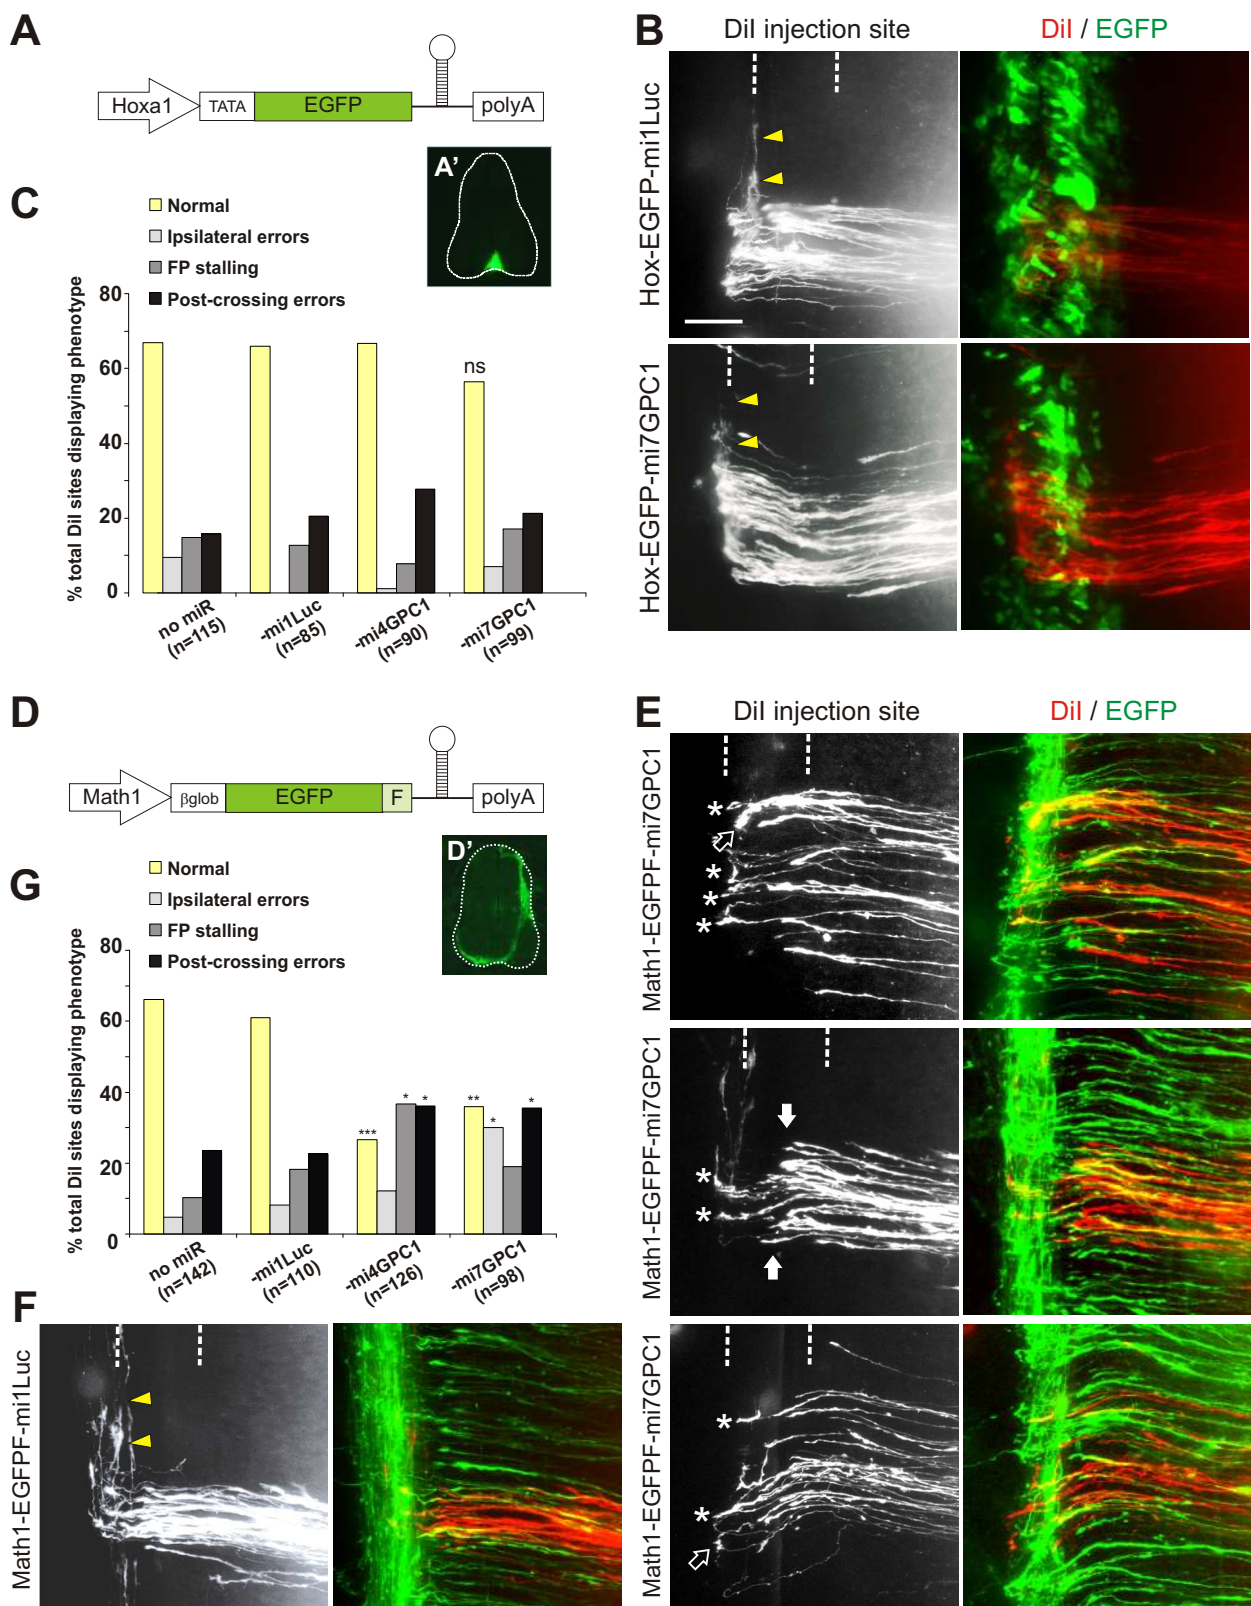 A
Hoxa1
TATA
EGFP
polyA
A'
B
DiI injection site
DiI / EGFP
Hox-EGFP-mi1Luc
Hox-EGFP-mi7GPC1
C
Normal
Ipsilateral errors
FP stalling
Post-crossing errors
% total DiI sites displaying phenotype
80
60
40
20
0
ns
no miR
(n=115)
-mi1Luc
(n=85)
-mi4GPC1
(n=90)
-mi7GPC1
(n=99)
D
Math1
βglob
EGFP
F
polyA
D'
E
DiI injection site
DiI / EGFP
Math1-EGFPF-mi7GPC1
*
*
*
*
Math1-EGFPF-mi7GPC1
*
*
Math1-EGFPF-mi7GPC1
*
*
G
Normal
Ipsilateral errors
FP stalling
Post-crossing errors
% total DiI sites displaying phenotype
80
60
40
20
0
***
*
*
**
*
*
no miR
(n=142)
-mi1Luc
(n=110)
-mi4GPC1
(n=126)
-mi7GPC1
(n=98)
F
Math1-EGFPF-mi1Luc